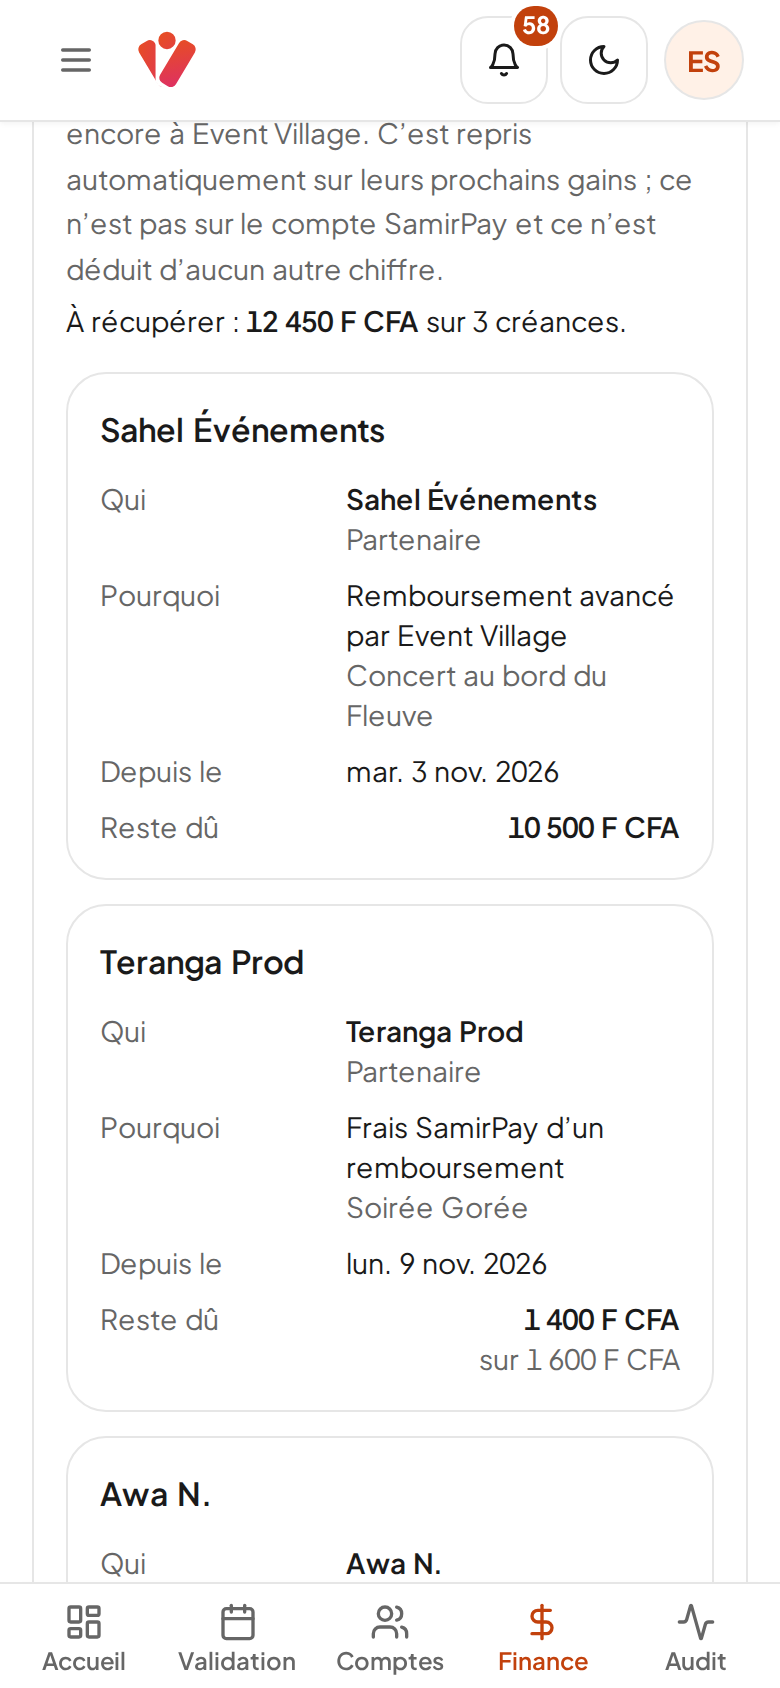 58
ES
encore à Event Village. C’est repris
automatiquement sur leurs prochains gains ; ce
n’est pas sur le compte SamirPay et ce n’est
déduit d’aucun autre chiffre.
À récupérer : 12 450 F CFA sur 3 créances.
Sahel Événements
Qui
Sahel Événements
Partenaire
Pourquoi
Remboursement avancé
par Event Village
Concert au bord du
Fleuve
Depuis le
mar. 3 nov. 2026
Reste dû
10 500 F CFA
Teranga Prod
Qui
Teranga Prod
Partenaire
Pourquoi
Frais SamirPay d’un
remboursement
Soirée Gorée
Depuis le
lun. 9 nov. 2026
Reste dû
1 400 F CFA
sur 1 600 F CFA
Awa N.
Qui
Awa N.
Accueil
Validation
Comptes
Finance
Audit